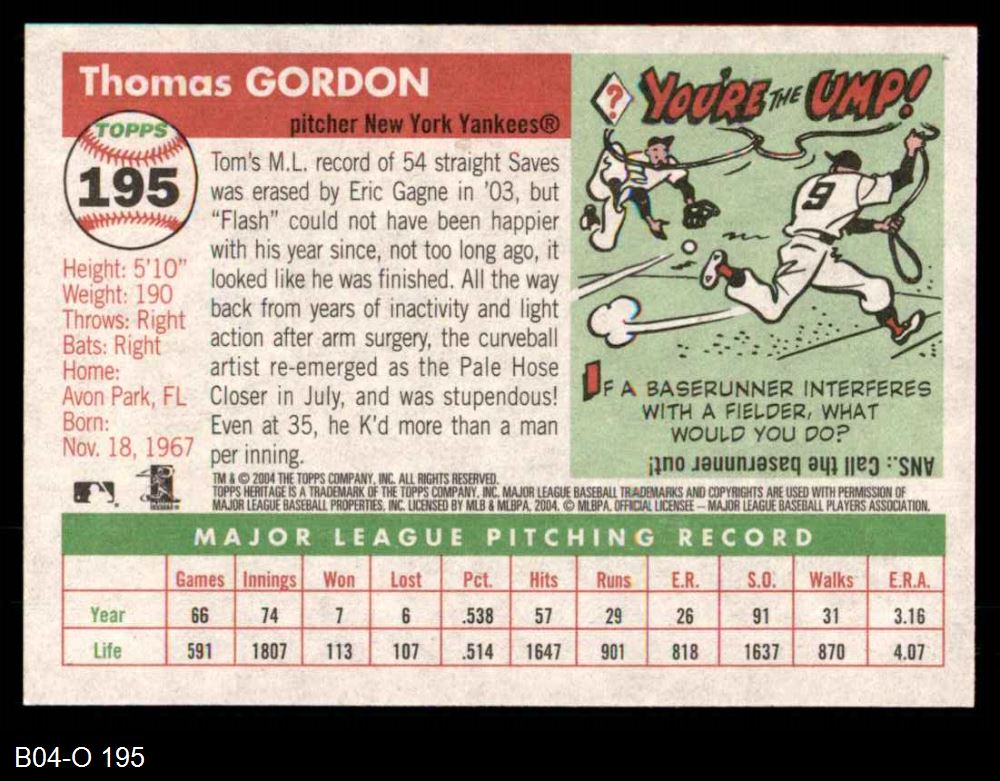 Thomas GORDON
pitcher New York Yankees®
TOPPS
195
Height: 5'10"
Weight: 190
Throws: Right
Bats: Right
Home:
Avon Park, FL
Born:
Nov. 18, 1967
Tom's M.L. record of 54 straight Saves
was erased by Eric Gagne in '03, but
"Flash" could not have been happier
with his year since, not too long ago, it
looked like he was finished. All the way
back from years of inactivity and light
action after arm surgery, the curveball
artist re-emerged as the Pale Hose
Closer in July, and was stupendous!
Even at 35, he K'd more than a man
per inning.
? YOU'RE THE UMP!
9
IF A BASERUNNER INTERFERES
WITH A FIELDER, WHAT
WOULD YOU DO?
ANS.: Call the baserunner out!
TM & © 2004 THE TOPPS COMPANY, INC. ALL RIGHTS RESERVED.
TOPPS HERITAGE IS A TRADEMARK OF THE TOPPS COMPANY, INC. MAJOR LEAGUE BASEBALL TRADEMARKS AND COPYRIGHTS ARE USED WITH PERMISSION OF
MAJOR LEAGUE BASEBALL PROPERTIES, INC. LICENSED BY MLB & MLBPA, 2004. © MLBPA. OFFICIAL LICENSEE – MAJOR LEAGUE BASEBALL PLAYERS ASSOCIATION.
MAJOR LEAGUE PITCHING RECORD
Games Innings Won Lost Pct. Hits Runs E.R. S.O. Walks E.R.A.
Year 66 74 7 6 .538 57 29 26 91 31 3.16
Life 591 1807 113 107 .514 1647 901 818 1637 870 4.07
B04-O 195